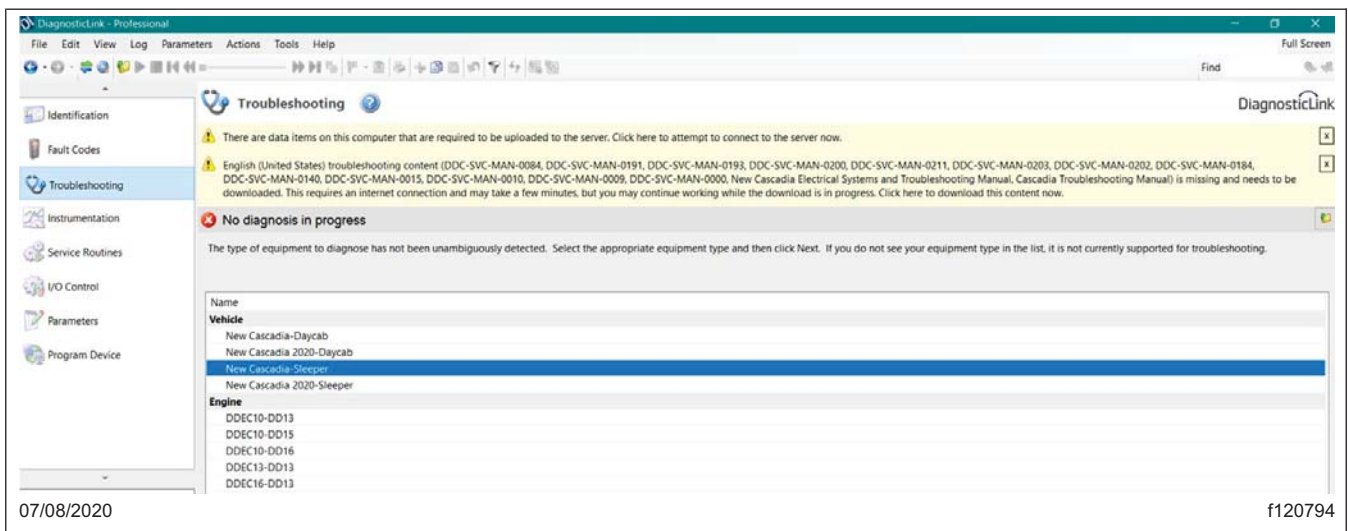 DiagnosticLink - Professional
File Edit View Log Parameters Actions Tools Help Full Screen
Find
Identification
Fault Codes
Troubleshooting
Instrumentation
Service Routines
I/O Control
Parameters
Program Device
Troubleshooting
DiagnosticLink
There are data items on this computer that are required to be uploaded to the server. Click here to attempt to connect to the server now.
English (United States) troubleshooting content (DDC-SVC-MAN-0084, DDC-SVC-MAN-0191, DDC-SVC-MAN-0193, DDC-SVC-MAN-0200, DDC-SVC-MAN-0211, DDC-SVC-MAN-0203, DDC-SVC-MAN-0202, DDC-SVC-MAN-0184,
DDC-SVC-MAN-0140, DDC-SVC-MAN-0015, DDC-SVC-MAN-0010, DDC-SVC-MAN-0009, DDC-SVC-MAN-0000, New Cascadia Electrical Systems and Troubleshooting Manual, Cascadia Troubleshooting Manual) is missing and needs to be
downloaded. This requires an internet connection and may take a few minutes, but you may continue working while the download is in progress. Click here to download this content now.
No diagnosis in progress
The type of equipment to diagnose has not been unambiguously detected. Select the appropriate equipment type and then click Next. If you do not see your equipment type in the list, it is not currently supported for troubleshooting.
Name
Vehicle
New Cascadia-Daycab
New Cascadia 2020-Daycab
New Cascadia-Sleeper
New Cascadia 2020-Sleeper
Engine
DDEC10-DD13
DDEC10-DD15
DDEC10-DD16
DDEC13-DD13
DDEC16-DD13
07/08/2020 f120794